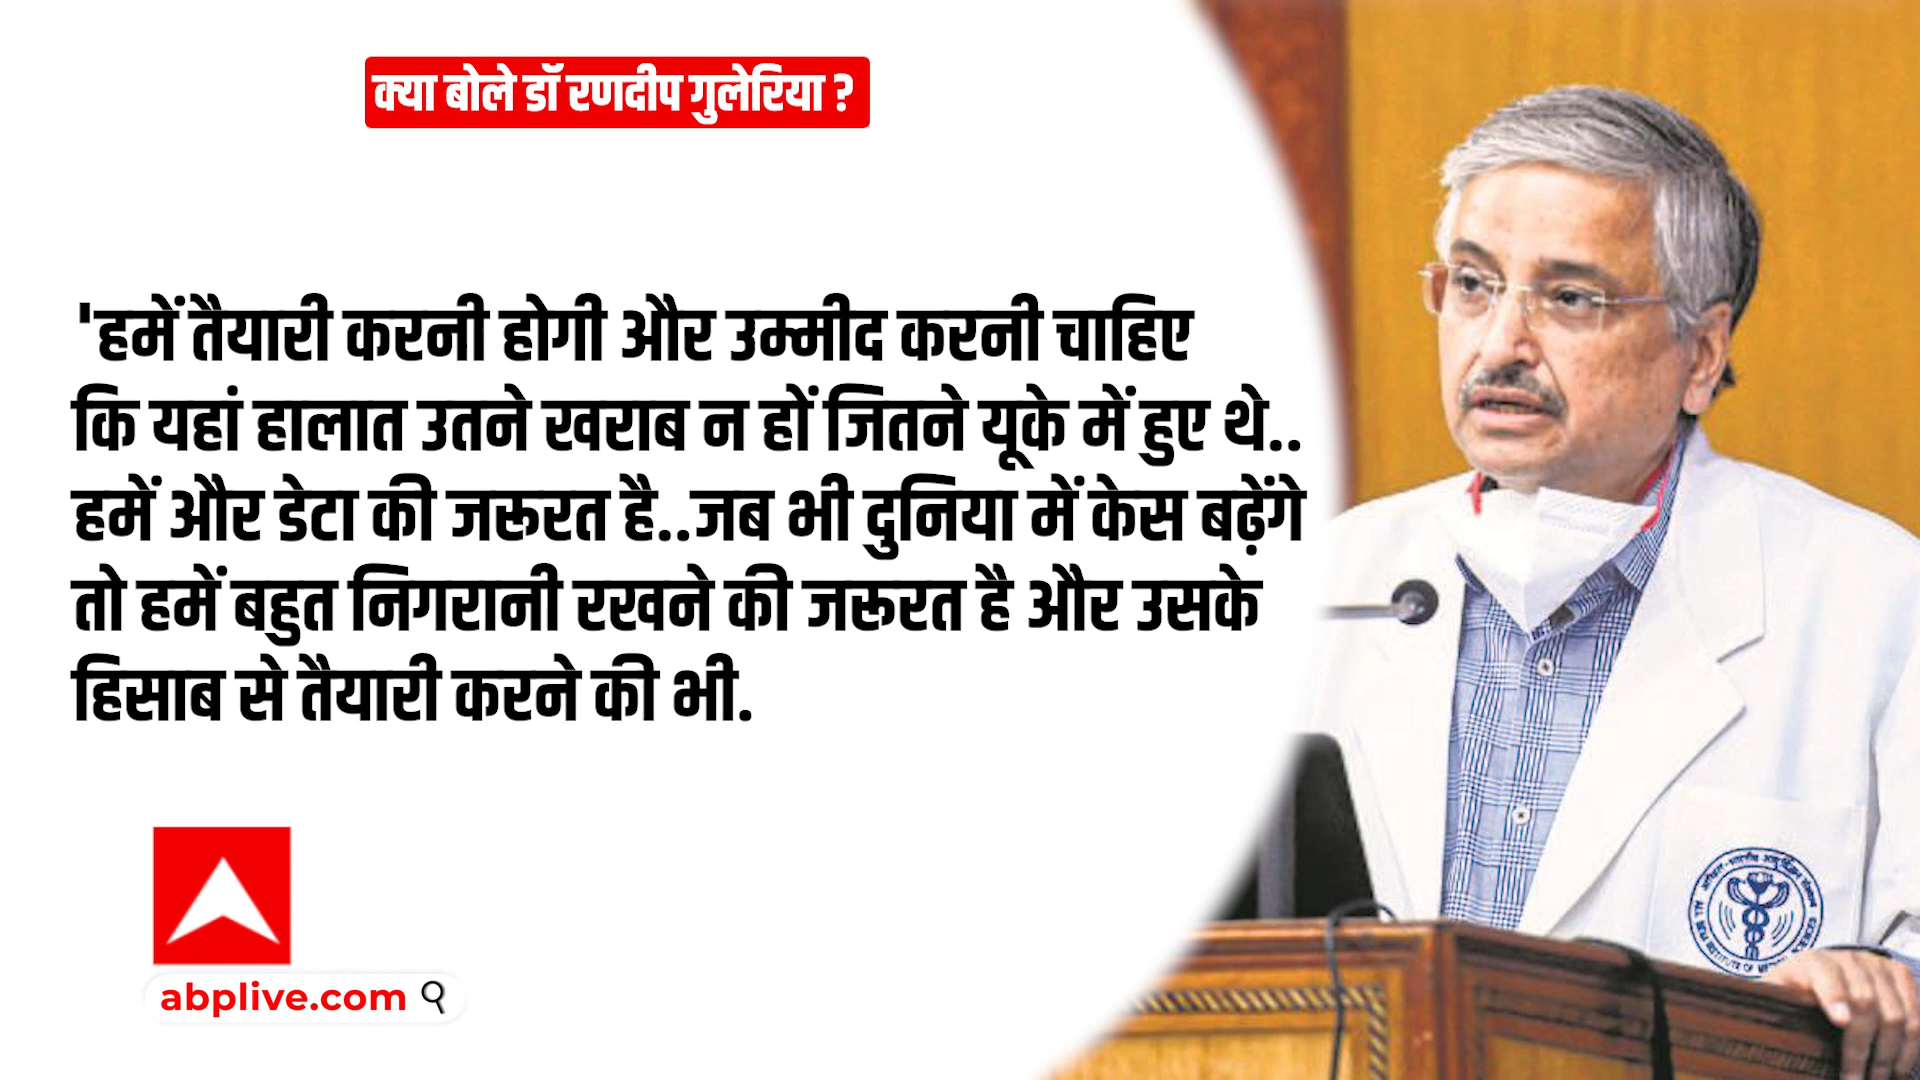 क्या बोले डॉ रणदीप गुलेरिया ?
'हमें तैयारी करनी होगी और उम्मीद करनी चाहिए
कि यहां हालात उतने खराब न हों जितने यूके में हुए थे..
हमें और डेटा की जरूरत है..जब भी दुनिया में केस बढ़ेंगे
तो हमें बहुत निगरानी रखने की जरूरत है और उसके
हिसाब से तैयारी करने की भी.
abplive.com